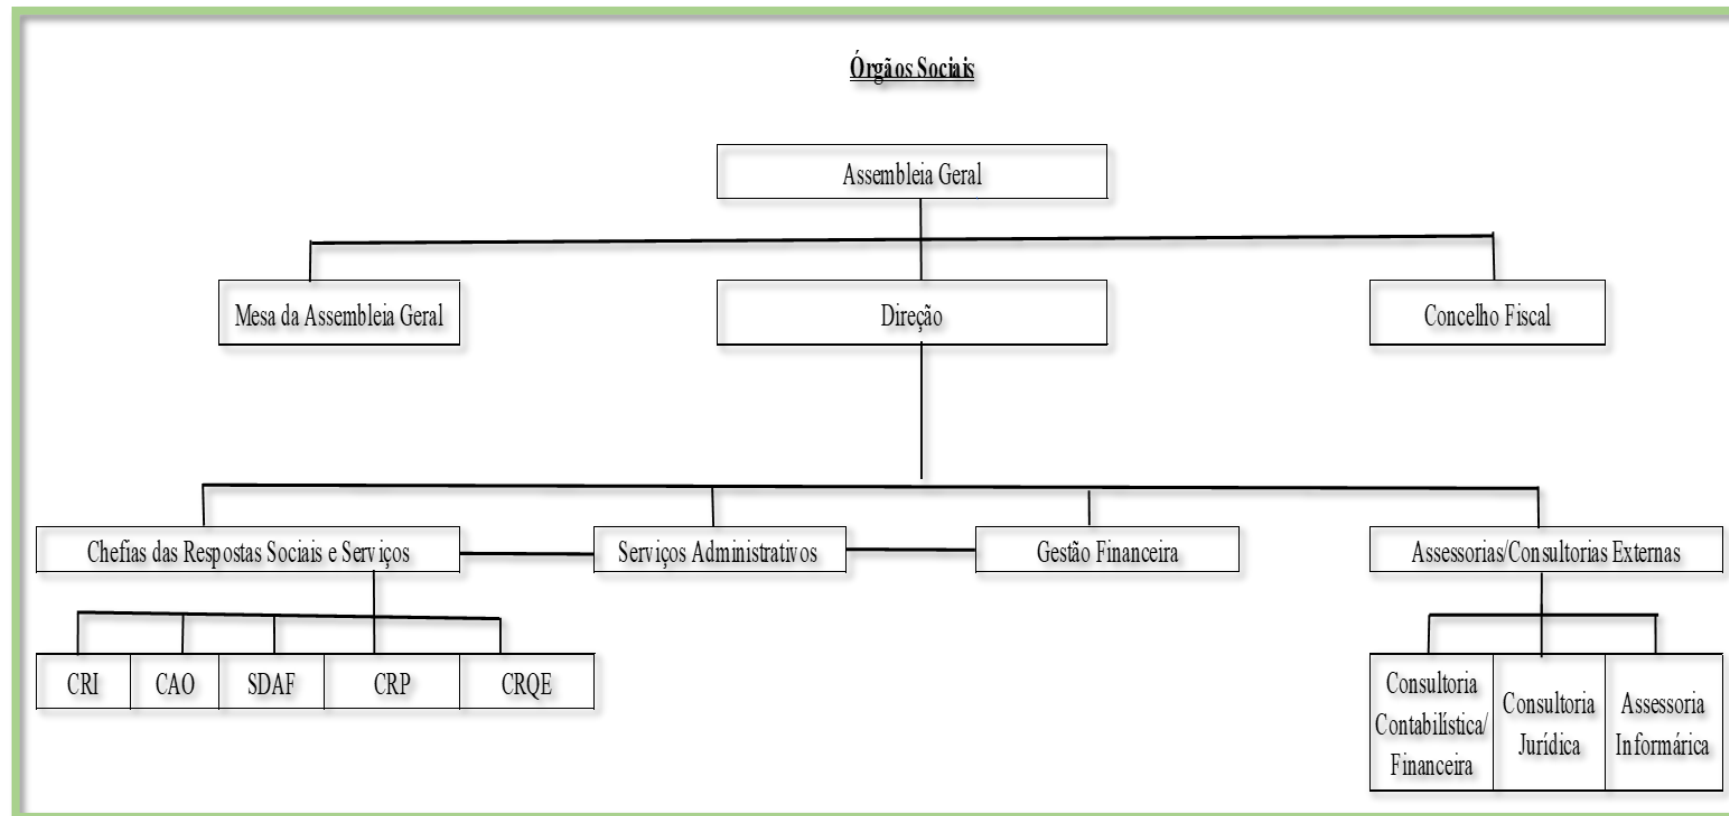 Órgãos Sociais
Assembleia Geral
Mesa da Assembleia Geral
Direção
Concelho Fiscal
Chefias das Respostas Sociais e Serviços
Serviços Administrativos
Gestão Financeira
Assessorias/Consultorias Externas
CRI
CAO
SDAF
CRP
CRQE
Consultoria
Contabilística/
Financeira
Consultoria
Jurídica
Assessoria
Informárica